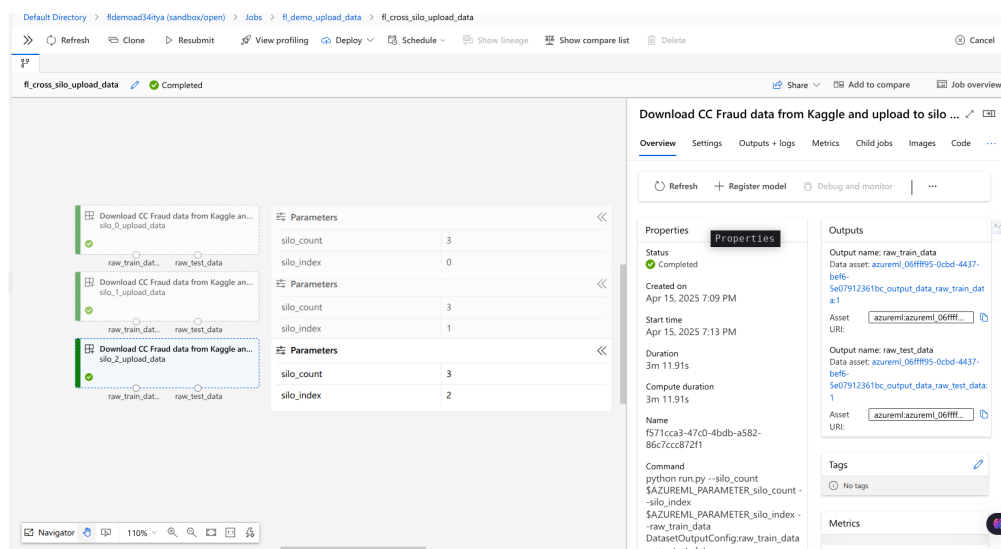 Default Directory > fldemoad34itya (sandbox/open) > Jobs > fl_demo_upload_data > fl_cross_silo_upload_data
Refresh Clone Resubmit View profiling Deploy Schedule Show lineage Show compare list Delete Cancel
fl_cross_silo_upload_data Completed Share Add to compare Job overview
Download CC Fraud data from Kaggle an...
silo_0_upload_data
raw_train_dat... raw_test_data
Parameters
silo_count 3
silo_index 0
Download CC Fraud data from Kaggle an...
silo_1_upload_data
raw_train_dat... raw_test_data
Parameters
silo_count 3
silo_index 1
Download CC Fraud data from Kaggle an...
silo_2_upload_data
raw_train_dat... raw_test_data
Parameters
silo_count 3
silo_index 2
Navigator 110% 1:1
Download CC Fraud data from Kaggle and upload to silo ...
Overview Settings Outputs + logs Metrics Child jobs Images Code ...
Refresh + Register model Debug and monitor ...
Properties
Properties
Status
Completed
Created on
Apr 15, 2025 7:09 PM
Start time
Apr 15, 2025 7:13 PM
Duration
3m 11.91s
Compute duration
3m 11.91s
Name
f571cca3-47c0-4bdb-a582-
86c7ccc872f1
Command
python run.py --silo_count
$AZUREML_PARAMETER_silo_count -
-silo_index
$AZUREML_PARAMETER_silo_index -
-raw_train_data
DatasetOutputConfig:raw_train_data
Outputs
Output name: raw_train_data
Data asset: azureml_06ffff95-0cbd-4437-
bef6-
5e07912361bc_output_data_raw_train_dat
a:1
Asset azureml:azureml_06ffff...
URI:
Output name: raw_test_data
Data asset: azureml_06ffff95-0cbd-4437-
bef6-
5e07912361bc_output_data_raw_test_data:
1
Asset azureml:azureml_06ffff...
URI:
Tags
No tags
Metrics